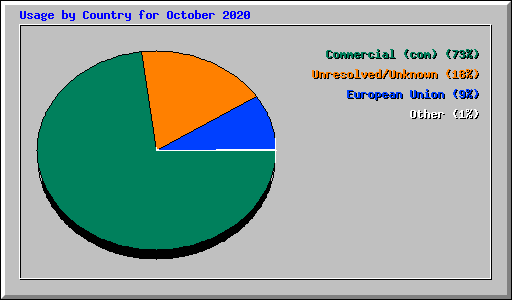 Usage by Country for October 2020
Commercial (com) (73%)
Unresolved/Unknown (18%)
European Union (9%)
Other (1%)